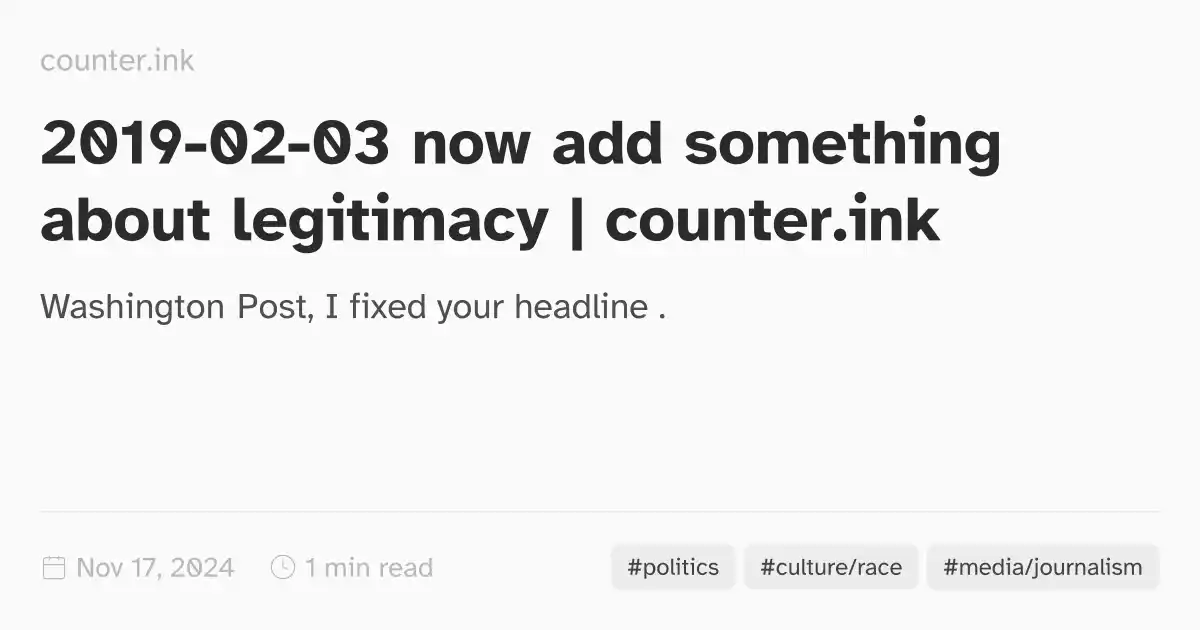 counter.ink
2019-02-03 now add something
about legitimacy | counter.ink
Washington Post, I fixed your headline .
Nov 17, 2024 1 min read #politics #culture/race #media/journalism